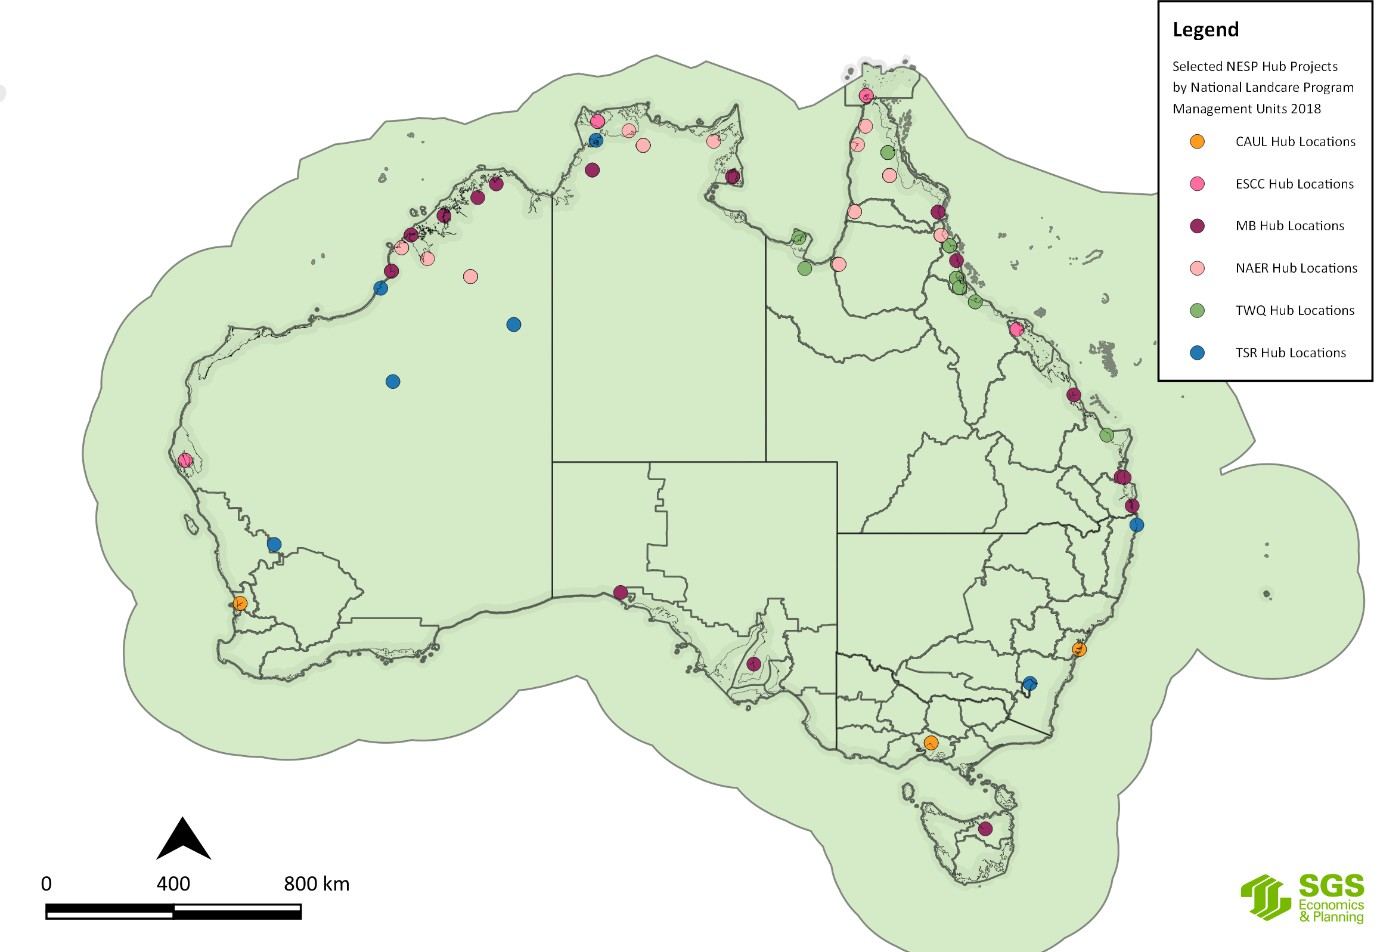 Legend
Selected NESP Hub Projects
by National Landcare Program
Management Units 2018
CAUL Hub Locations
ESCC Hub Locations
MB Hub Locations
NAER Hub Locations
TWQ Hub Locations
TSR Hub Locations
0 400 800 km
SGS
Economics
& Planning